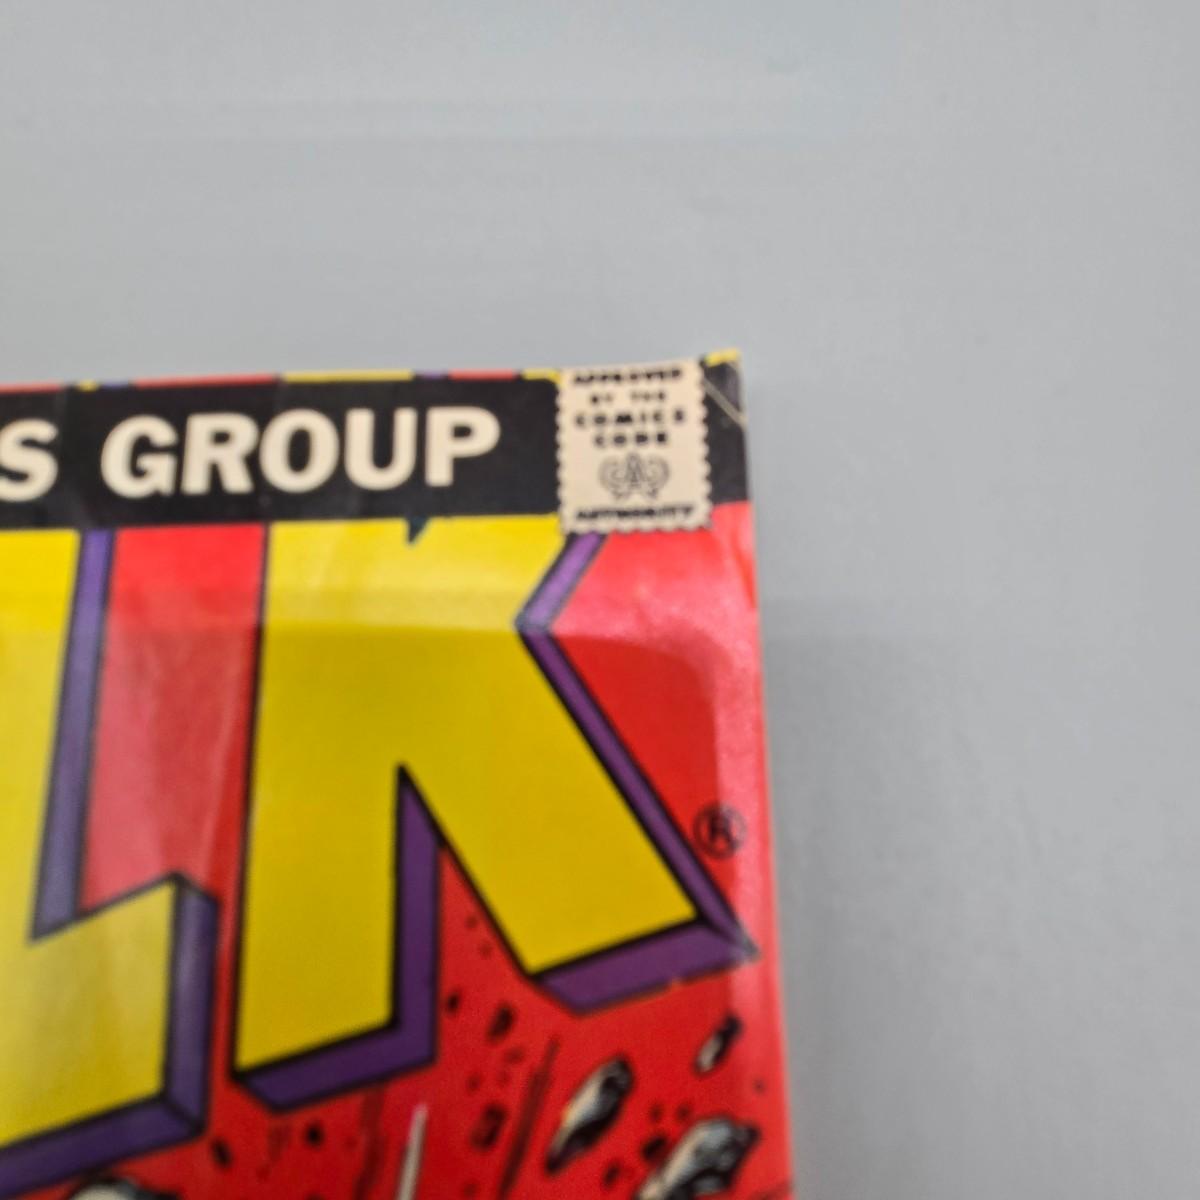 S GROUP
APPROVED
BY THE
COMICS
CODE
AUTHORITY
LK
®